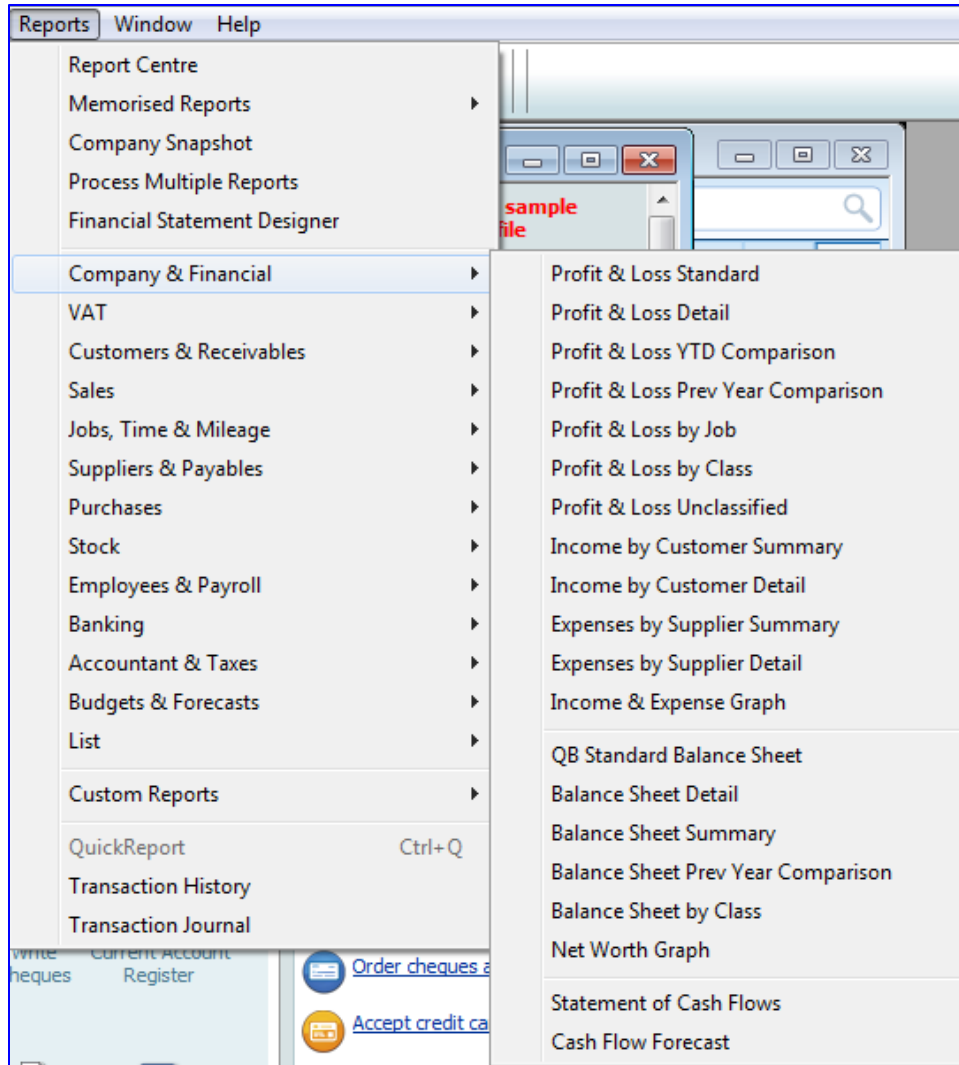 Reports Window Help
Report Centre
Memorised Reports
Company Snapshot
Process Multiple Reports
Financial Statement Designer
Company & Financial
VAT
Customers & Receivables
Sales
Jobs, Time & Mileage
Suppliers & Payables
Purchases
Stock
Employees & Payroll
Banking
Accountant & Taxes
Budgets & Forecasts
List
Custom Reports
QuickReport Ctrl+Q
Transaction History
Transaction Journal
sample
file
Profit & Loss Standard
Profit & Loss Detail
Profit & Loss YTD Comparison
Profit & Loss Prev Year Comparison
Profit & Loss by Job
Profit & Loss by Class
Profit & Loss Unclassified
Income by Customer Summary
Income by Customer Detail
Expenses by Supplier Summary
Expenses by Supplier Detail
Income & Expense Graph
QB Standard Balance Sheet
Balance Sheet Detail
Balance Sheet Summary
Balance Sheet Prev Year Comparison
Balance Sheet by Class
Net Worth Graph
Statement of Cash Flows
Cash Flow Forecast
Write Current Account
heques Register
Order cheques a
Accept credit ca